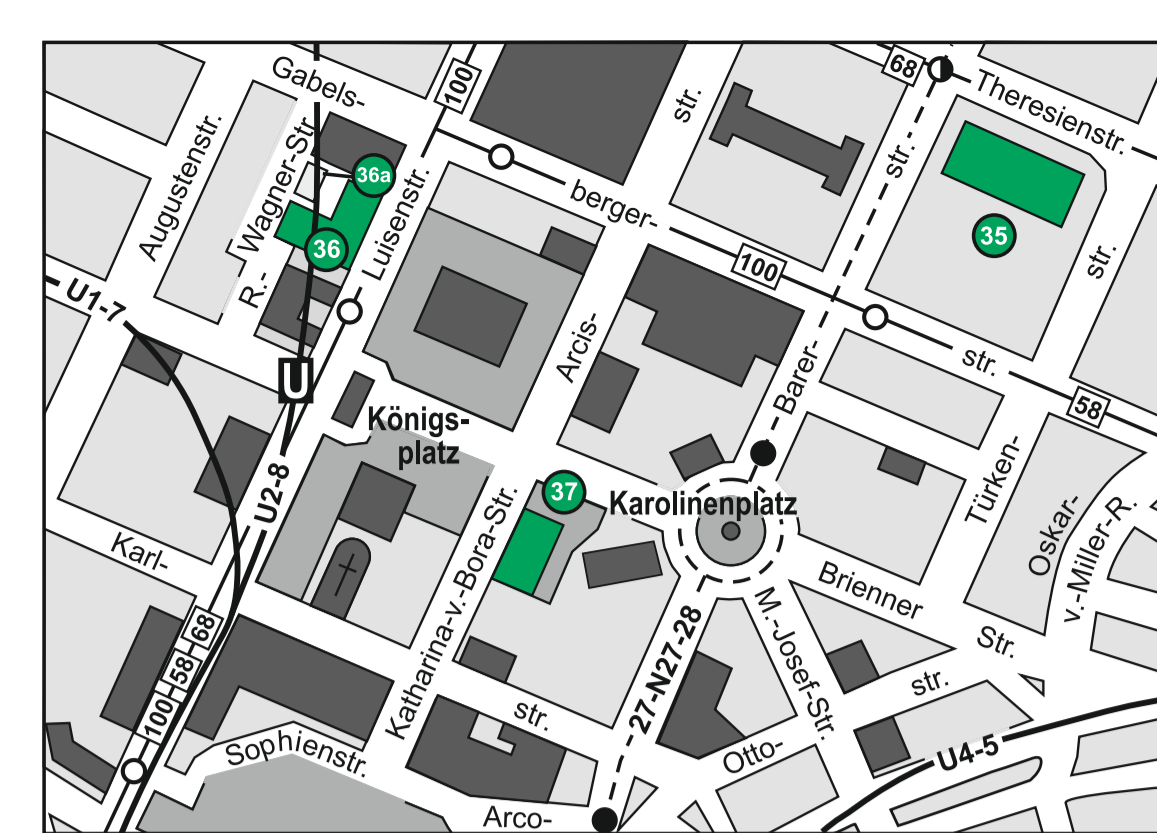 68
Theresienstr.
Gabels-
100
str.
str.
36a
Wagner-Str.
R.-
Augustenstr.
36
Luisenstr.
berger-
35
str.
100
U1-7
U
Arcis-
Barer-
str.
58
Königs-
platz
Türken-
Oskar-
v.-Miller-R.
U2-8
37
Karolinenplatz
Karl-
Katharina-v.-Bora-Str.
Brienner
Str.
M.-Josef-Str.
68
58
100
27-N27-28
str.
str.
Sophienstr.
Otto-
U4-5
Arco-